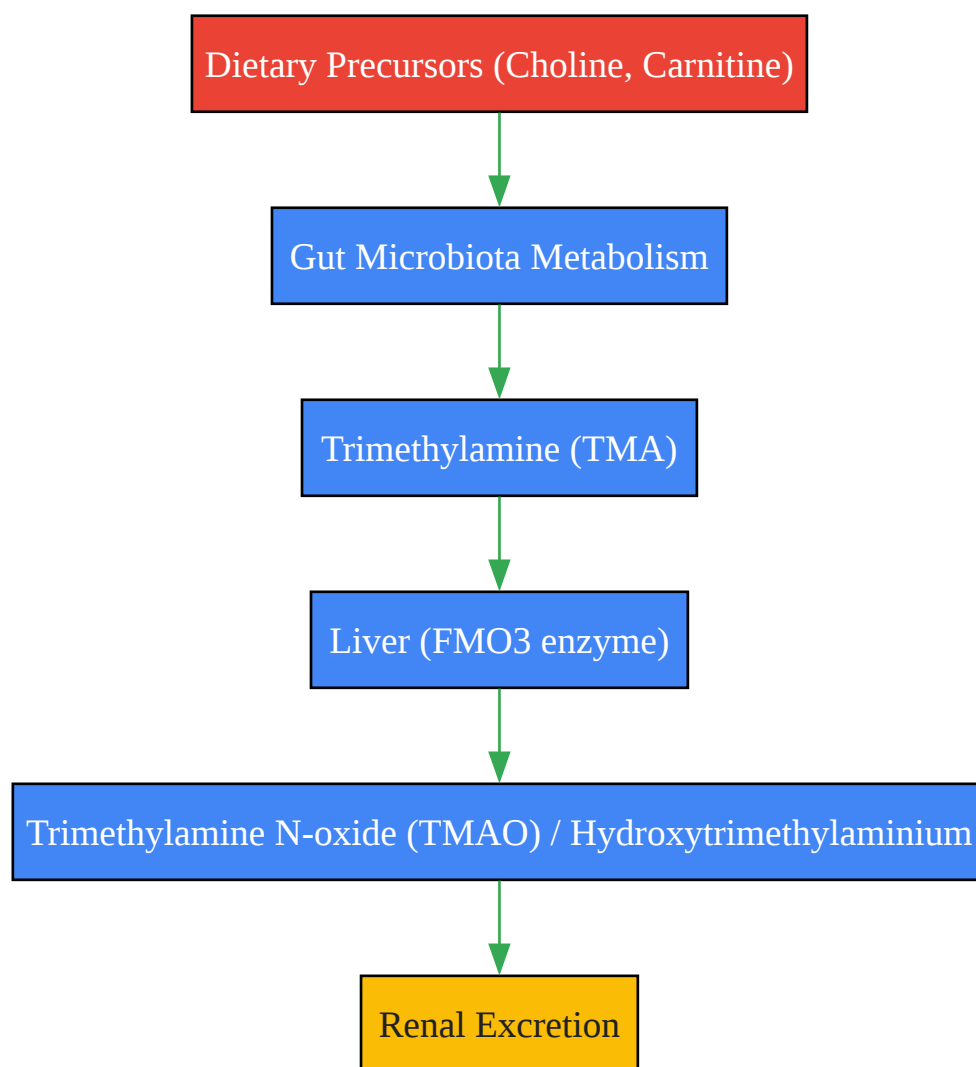 Dietary Precursors (Choline, Carnitine)
Gut Microbiota Metabolism
Trimethylamine (TMA)
Liver (FMO3 enzyme)
Trimethylamine N-oxide (TMAO) / Hydroxytrimethylaminium
Renal Excretion